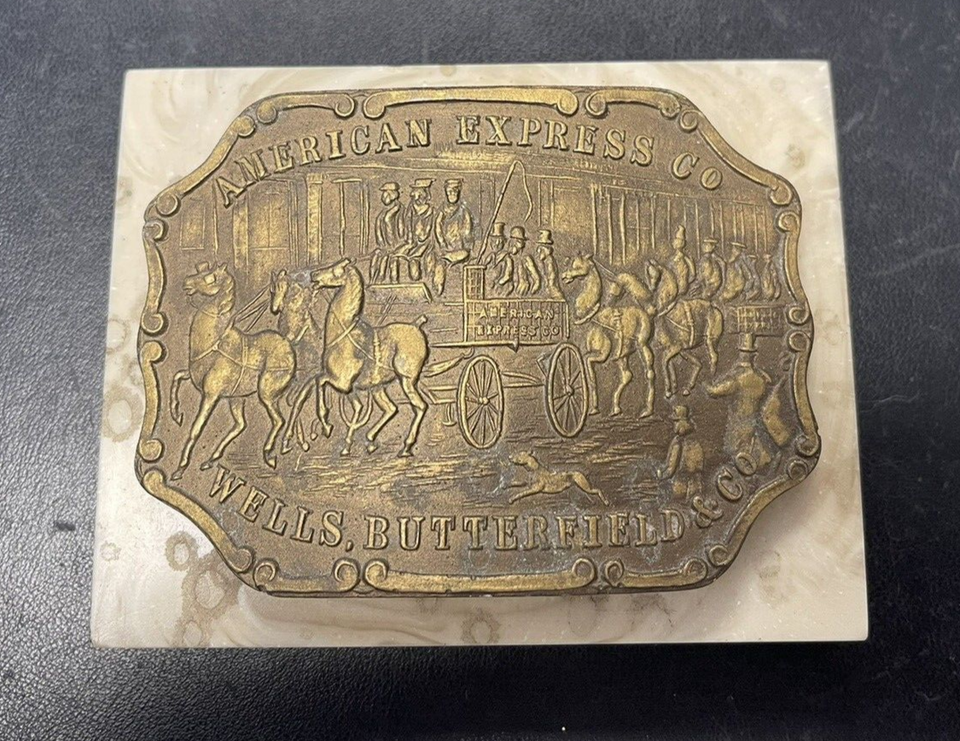 AMERICAN EXPRESS CO
AMERICAN
EXPRESS CO
WELLS, BUTTERFIELD & CO.